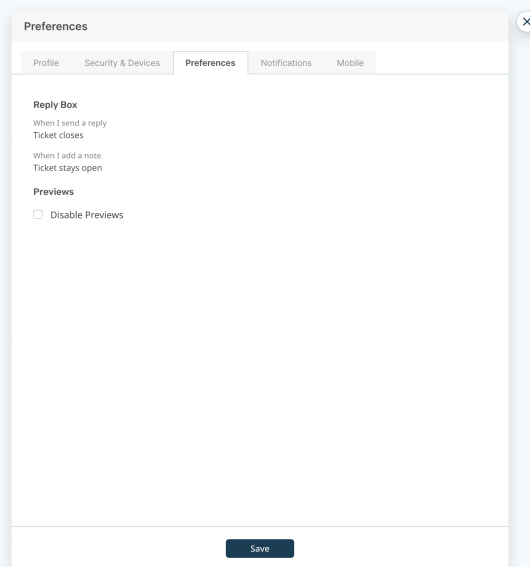 Preferences
Profile Security & Devices Preferences Notifications Mobile
Reply Box
When I send a reply
Ticket closes
When I add a note
Ticket stays open
Previews
Disable Previews
Save